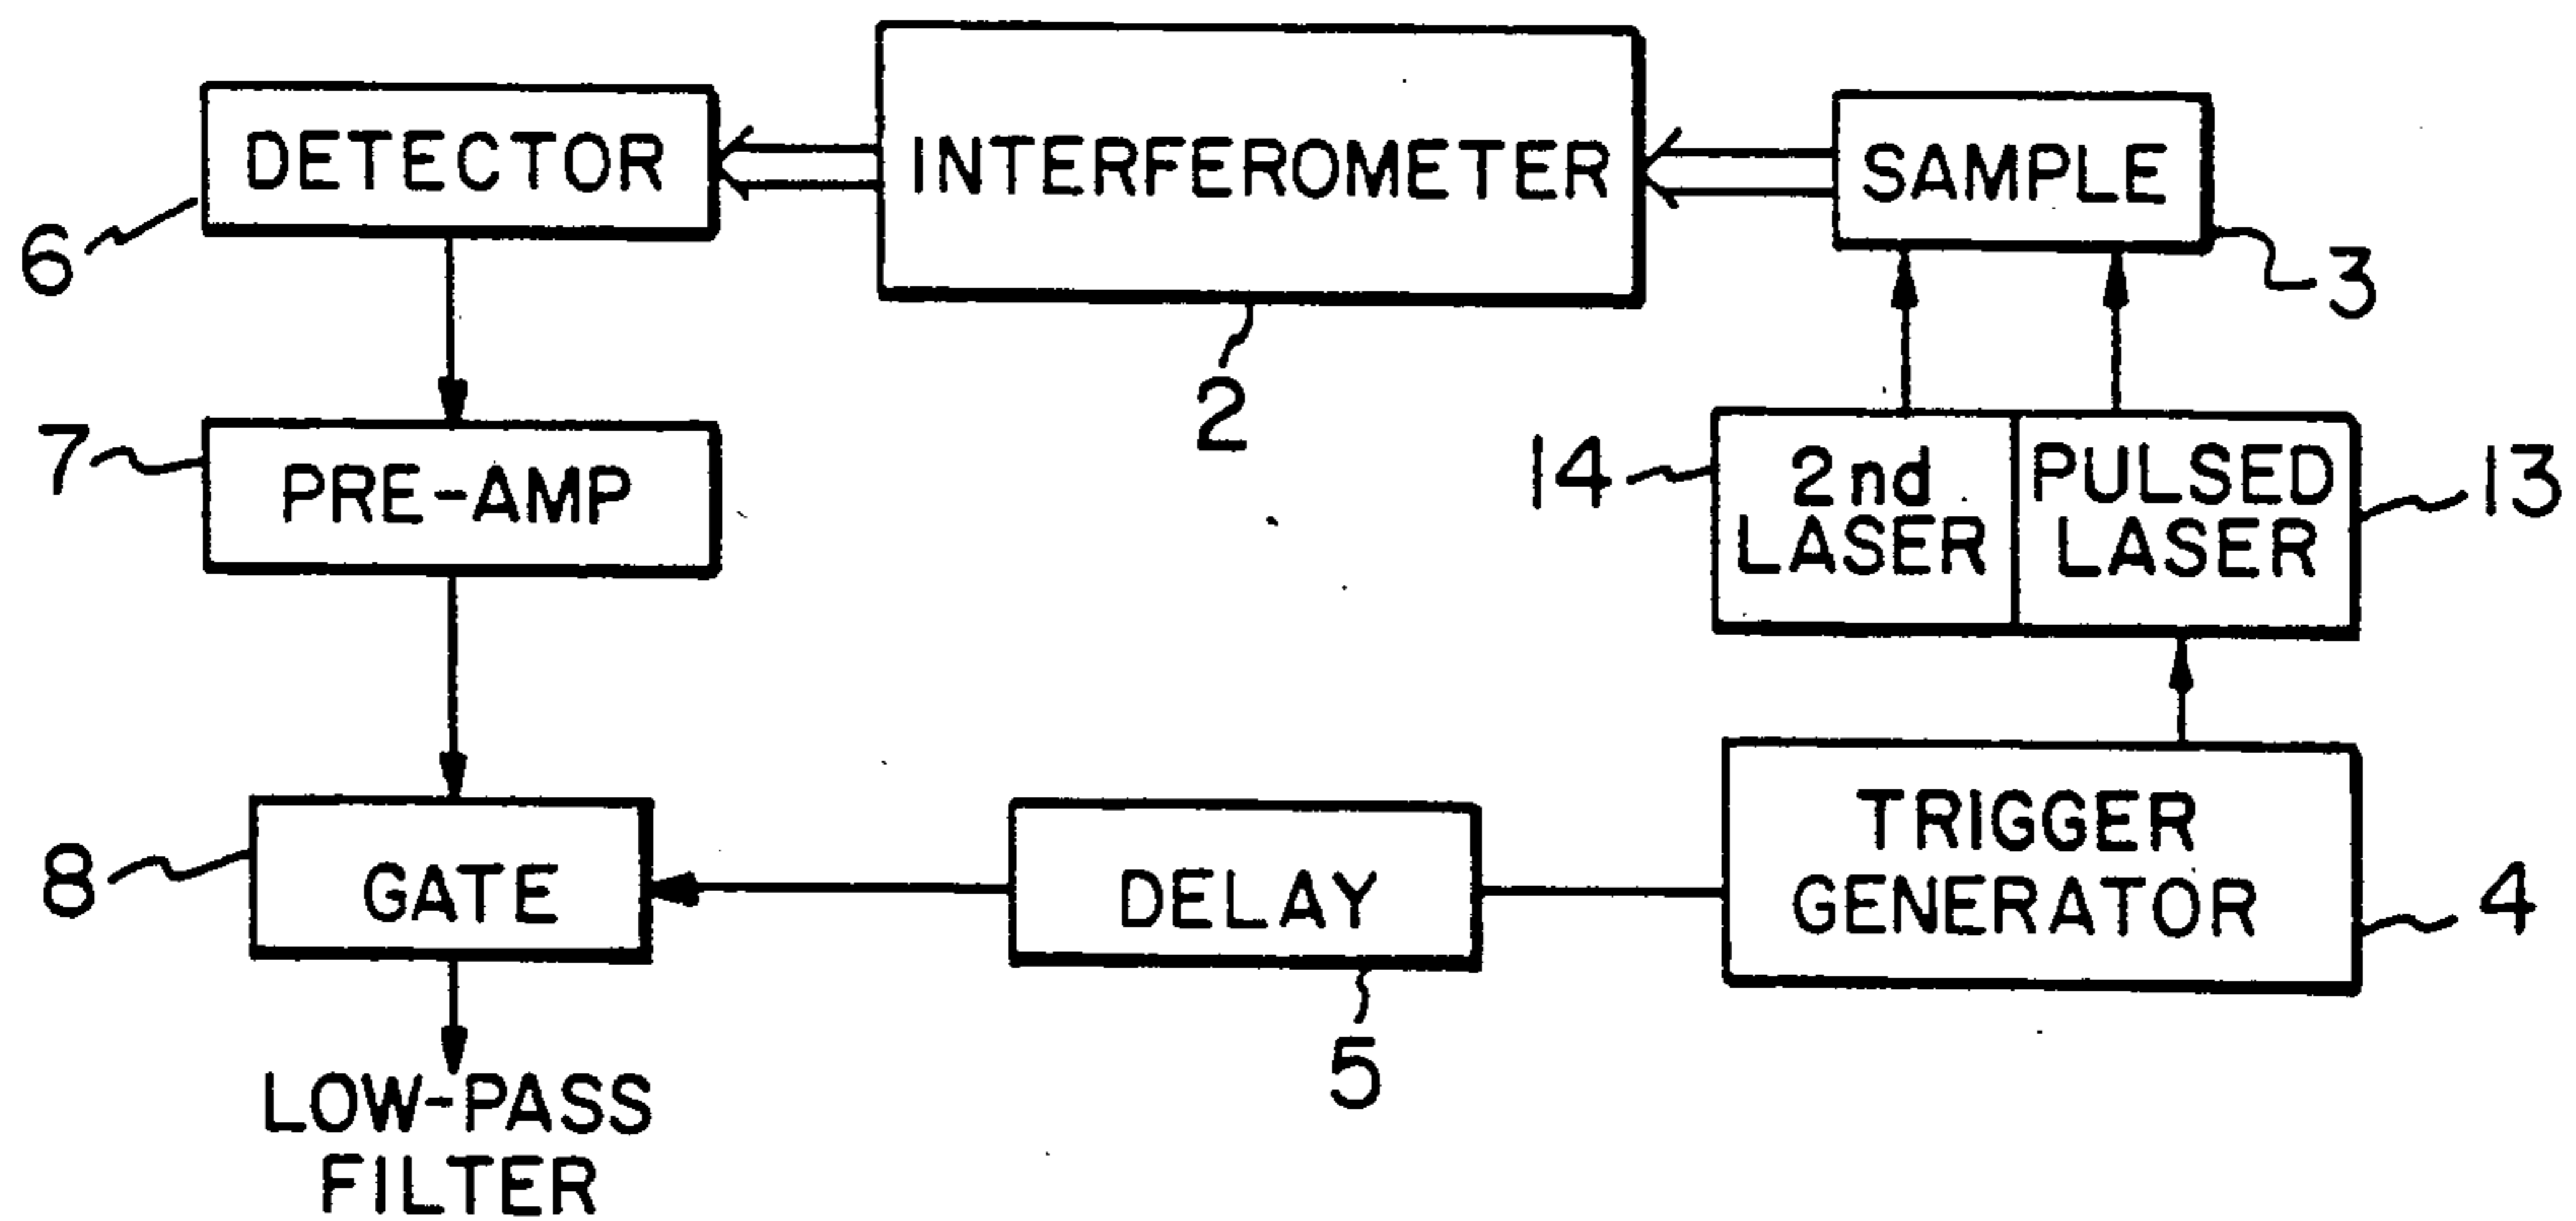 DETECTOR
INTERFEROMETER
SAMPLE
6
3
2
7
PRE-AMP
14
2nd
LASER
PULSED
LASER
13
8
GATE
DELAY
TRIGGER
GENERATOR
4
5
LOW-PASS
FILTER